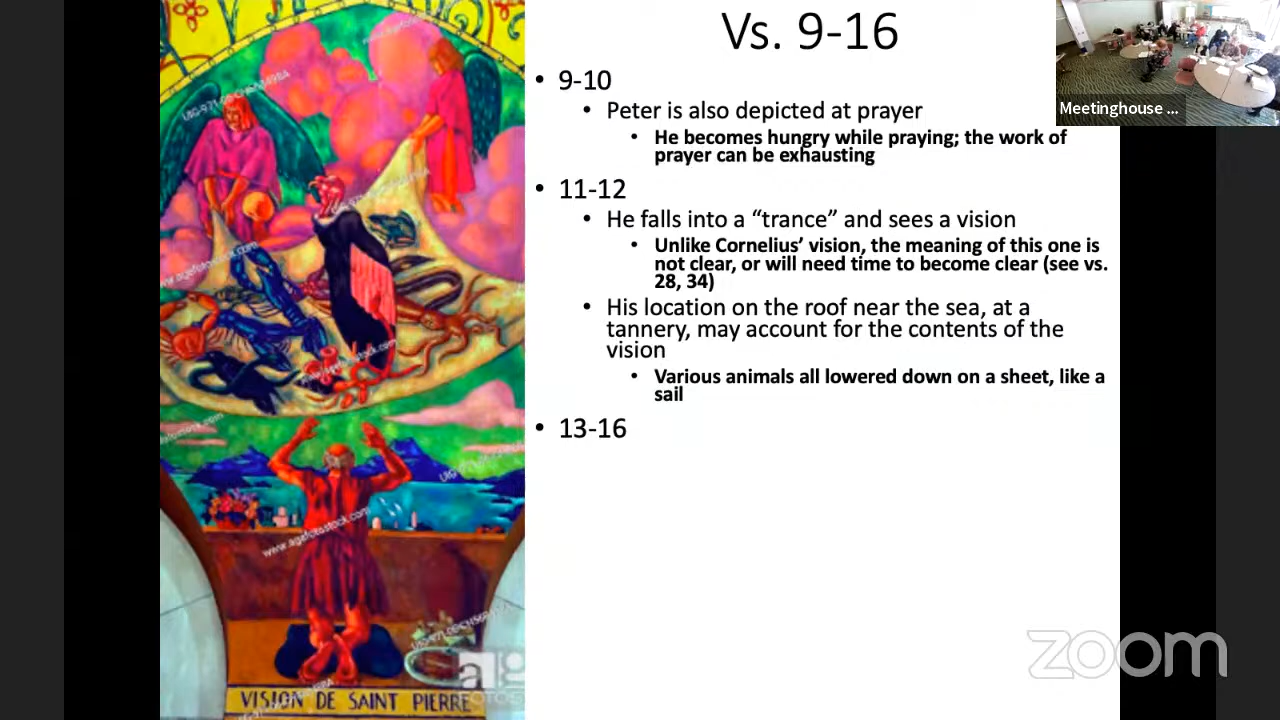 Vs. 9-16
• 9-10
• Peter is also depicted at prayer
• He becomes hungry while praying; the work of
prayer can be exhausting
• 11-12
• He falls into a “trance” and sees a vision
• Unlike Cornelius’ vision, the meaning of this one is
not clear, or will need time to become clear (see vs.
28, 34)
• His location on the roof near the sea, at a
tannery, may account for the contents of the
vision
• Various animals all lowered down on a sheet, like a
sail
• 13-16
Meetinghouse ...
www.agefotostock.com
VISION DE SAINT PIERRE
zoom